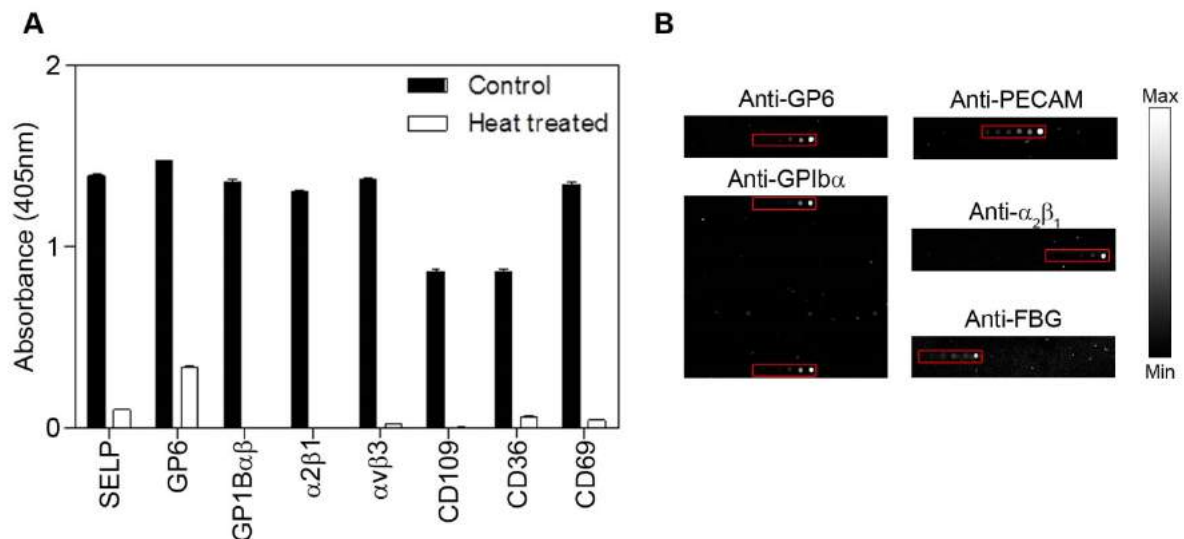 A
B
2
1
0
Absorbance (405nm)
Control
Heat treated
SELP
GP6
GP1Bαβ
α2β1
αvβ3
CD109
CD36
CD69
Anti-GP6
Anti-PECAM
Anti-GPIbα
Anti-α₂β₁
Anti-FBG
Max
Min